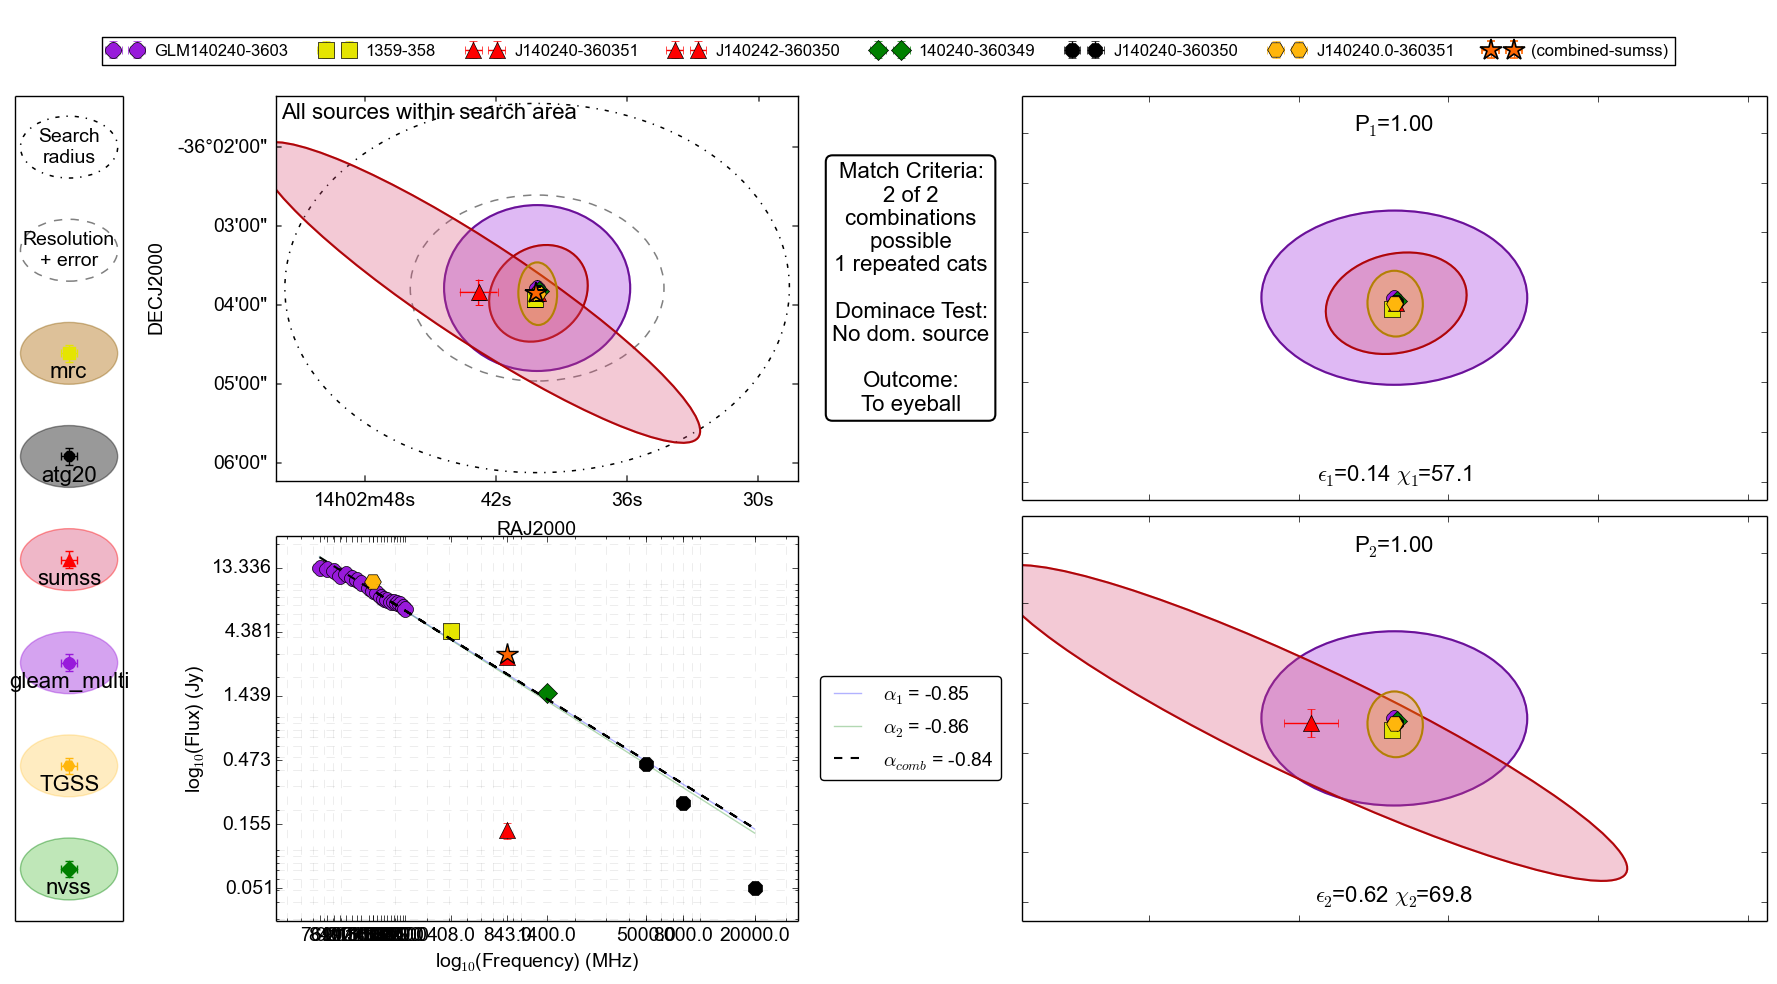 GLM140240-3603 1359-358 J140240-360351 J142242-360350 140240-360349 J140240-360350 J140240.0-360351 (combined-sumss)
Search
radius
Resolution
+ error
mrc
atg20
sumss
gleam_multi
TGSS
nvss
All sources within search area
DECJ2000
-36°02'00"
03'00"
04'00"
05'00"
06'00"
14h02m48s 42s 36s 30s
RAJ2000
Match Criteria:
2 of 2
combinations
possible
1 repeated cats
Dominace Test:
No dom. source
Outcome:
To eyeball
P₁=1.00
ϵ₁=0.14 χ₁=57.1
P₂=1.00
ϵ₂=0.62 χ₂=69.8
log₁₀(Flux) (Jy)
13.336
4.381
1.439
0.473
0.155
0.051
408.0 843.0 1400.0 5000.0 8000.0 20000.0
log₁₀(Frequency) (MHz)
α₁ = -0.85
α₂ = -0.86
α_comb = -0.84